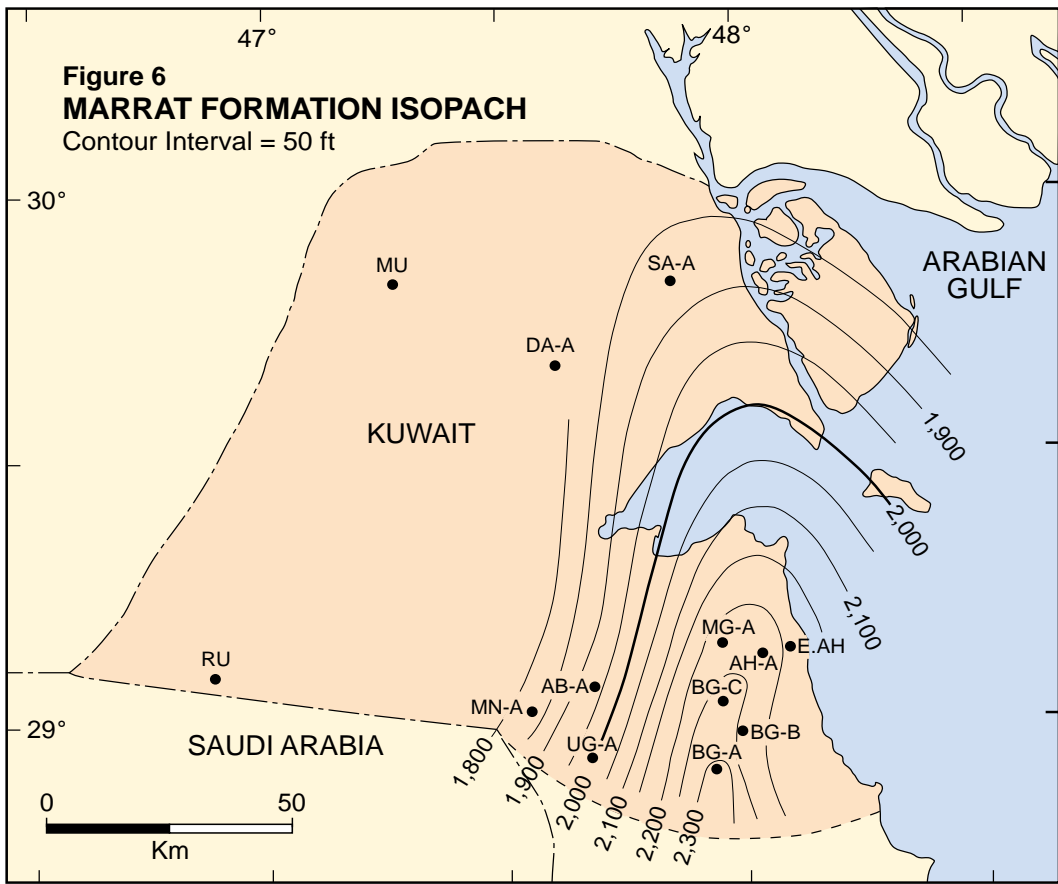 47°
48°
Figure 6
MARRAT FORMATION ISOPACH
Contour Interval = 50 ft
30°
MU
SA-A
ARABIAN
GULF
DA-A
KUWAIT
1,900
2,000
2,100
MG-A
E.AH
AH-A
RU
AB-A
BG-C
MN-A
29°
BG-B
SAUDI ARABIA
UG-A
BG-A
1,800
1,900
2,000
2,100
2,200
2,300
0
50
Km